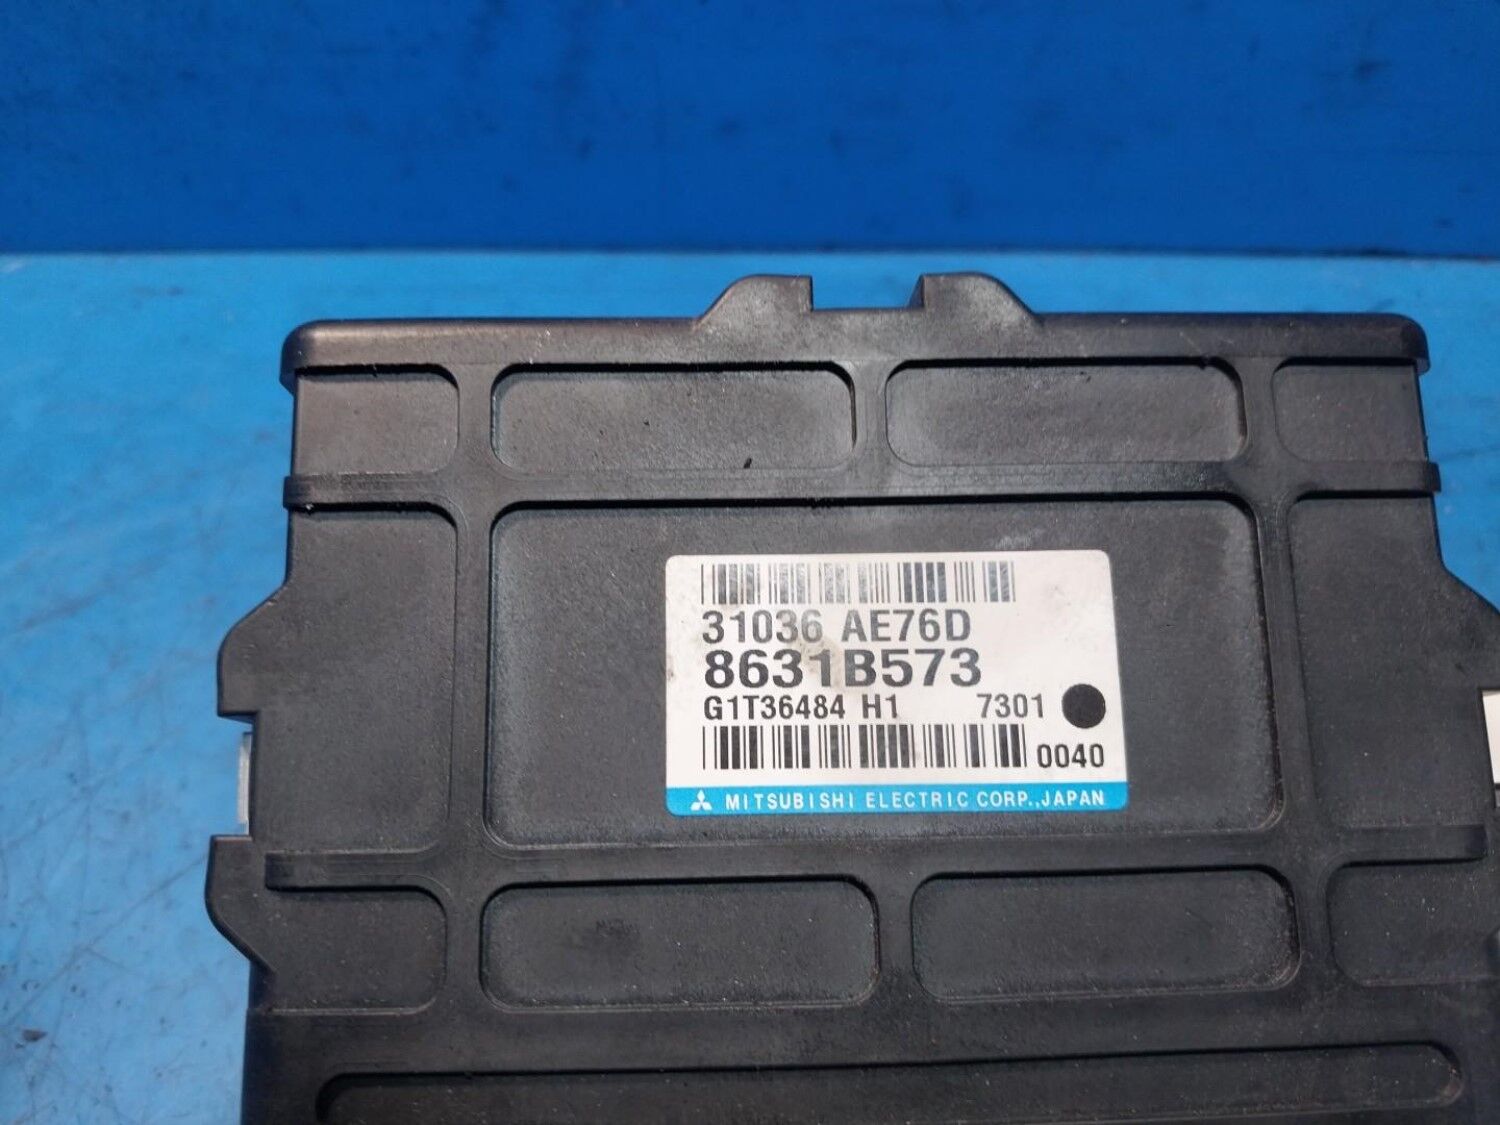 31036 AE76D
8631B573
G1T36484 H1 7301
0040
MITSUBISHI ELECTRIC CORP., JAPAN